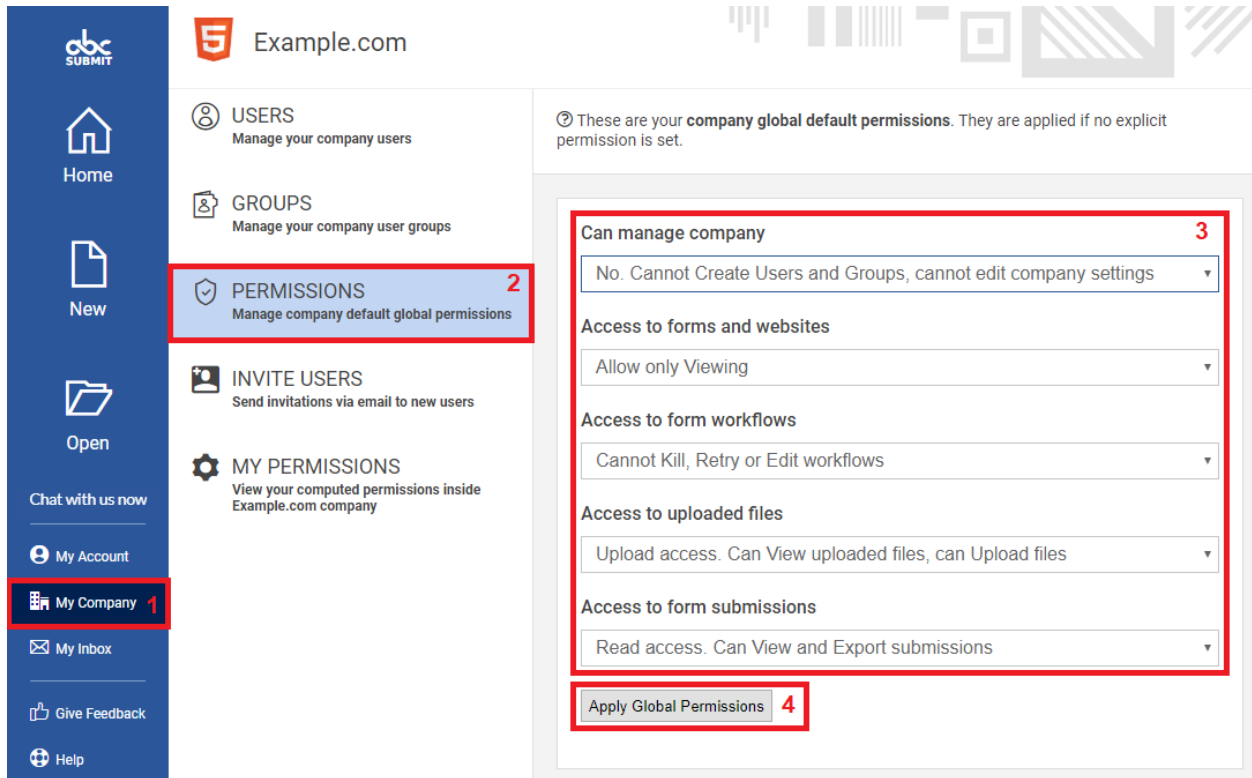 abc
SUBMIT
Home
New
Open
Chat with us now
My Account
My Company 1
My Inbox
Give Feedback
Help
5 Example.com
USERS
Manage your company users
GROUPS
Manage your company user groups
PERMISSIONS 2
Manage company default global permissions
INVITE USERS
Send invitations via email to new users
MY PERMISSIONS
View your computed permissions inside
Example.com company
These are your company global default permissions. They are applied if no explicit
permission is set.
Can manage company 3
No. Cannot Create Users and Groups, cannot edit company settings
Access to forms and websites
Allow only Viewing
Access to form workflows
Cannot Kill, Retry or Edit workflows
Access to uploaded files
Upload access. Can View uploaded files, can Upload files
Access to form submissions
Read access. Can View and Export submissions
Apply Global Permissions 4